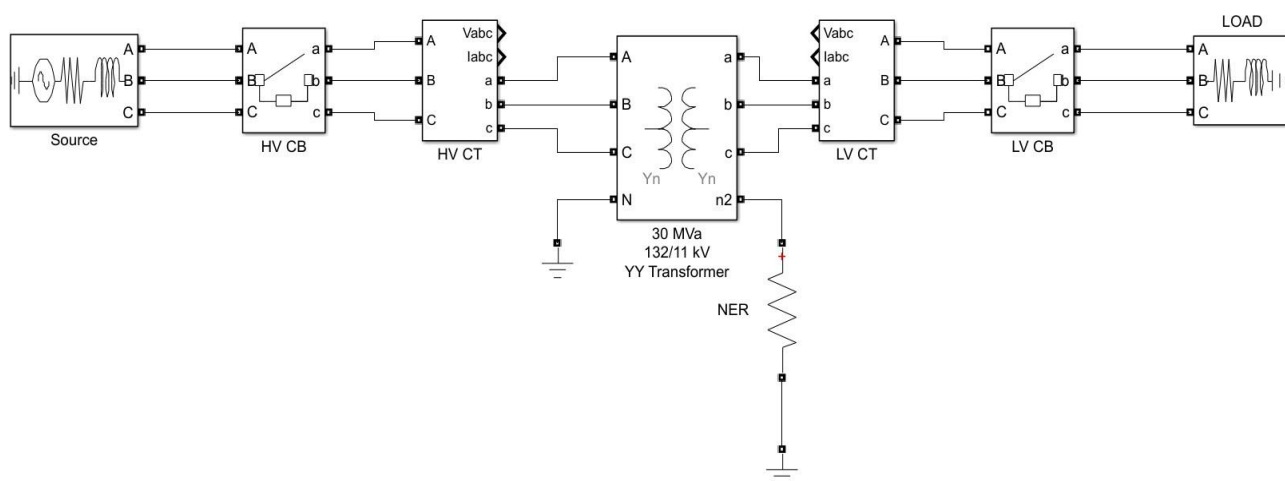 LOAD
A
B
C
Source
A
B
C
a
b
c
HV CB
A
B
C
Vabc
Iabc
a
b
c
HV CT
A
B
C
N
a
b
c
n2
Yn
Yn
30 MVa
132/11 kV
YY Transformer
Vabc
Iabc
a
b
c
A
B
C
LV CT
A
B
C
a
b
c
LV CB
A
B
C
NER
+